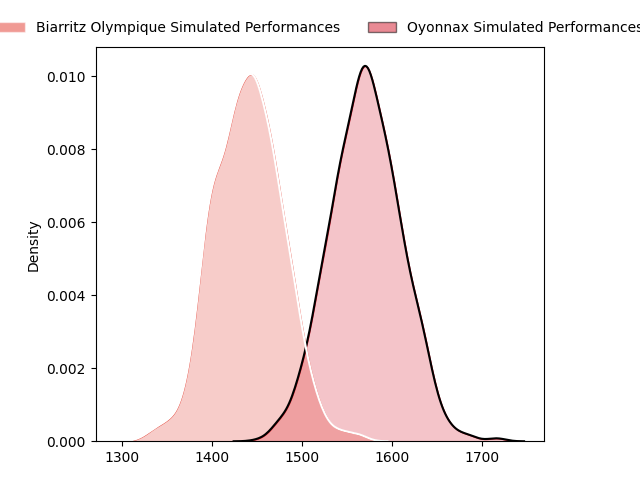 Biarritz Olympique Simulated Performances Oyonnax Simulated Performances
0.010
0.008
0.006
0.004
0.002
0.000
Density
1300 1400 1500 1600 1700